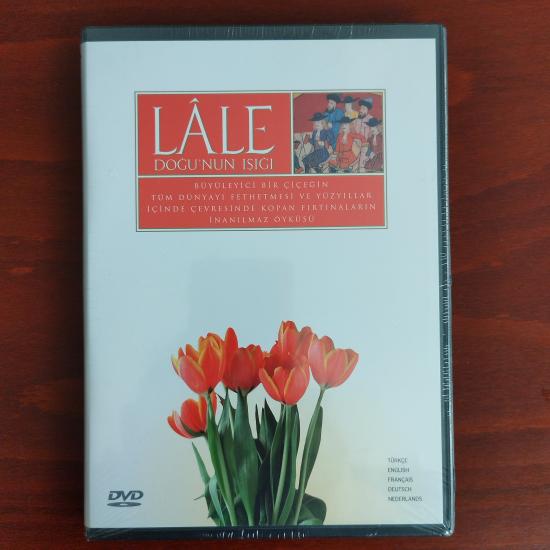 LÂLE
DOĞU'NUN IŞIĞI
BÜYÜLEYİCİ BİR ÇİÇEĞİN
TÜM DÜNYAYI FETHETMESİ VE YÜZYILLAR
İÇİNDE ÇEVRESİNDE KOPAN FIRTINALARIN
İNANILMAZ ÖYKÜSÜ
TÜRKÇE
ENGLISH
FRANÇAIS
DEUTSCH
NEDERLANDS
DVD